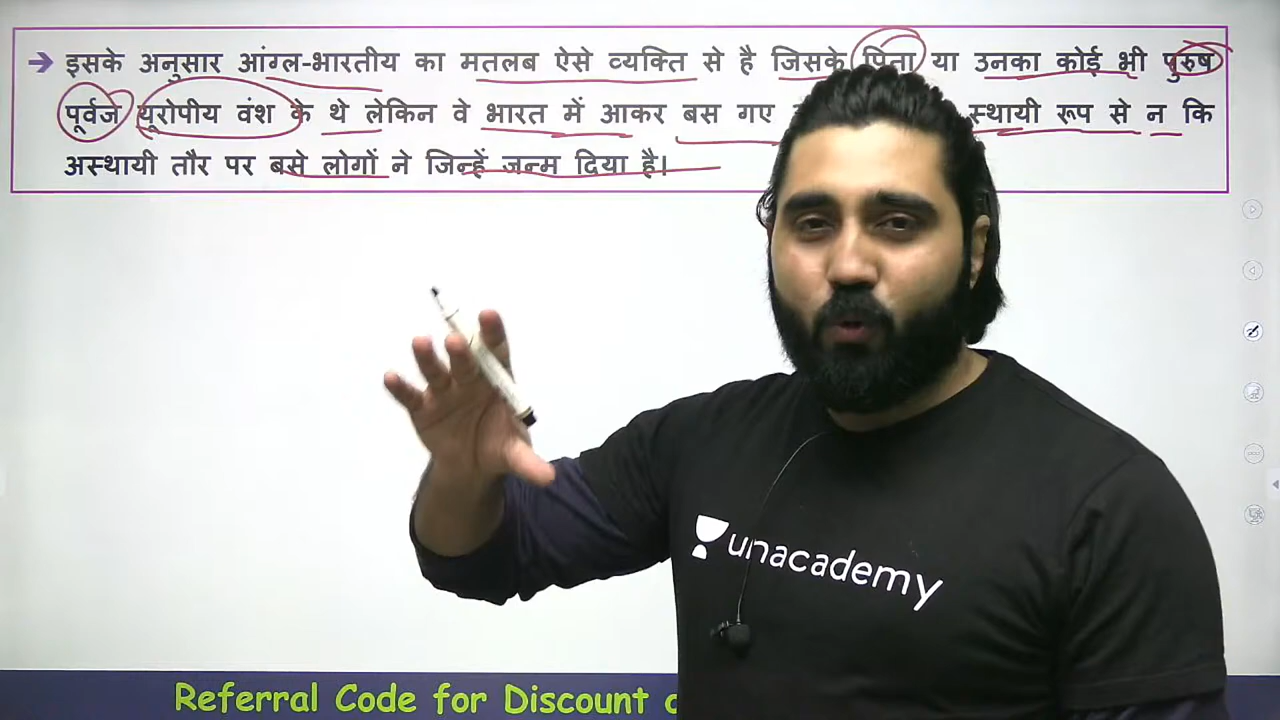 ➔ इसके अनुसार आंग्ल-भारतीय का मतलब ऐसे व्यक्ति से है जिसके पिता या उनका कोई भी पुरुष
पूर्वज यूरोपीय वंश के थे लेकिन वे भारत में आकर बस गए स्थायी रूप से न कि
अस्थायी तौर पर बसे लोगों ने जिन्हें जन्म दिया है।
unacademy
Referral Code for Discount